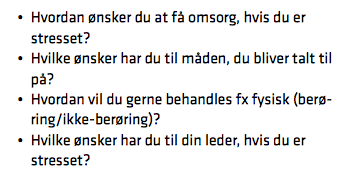 • Hvordan ønsker du at få omsorg, hvis du er
stresset?
• Hvilke ønsker har du til måden, du bliver talt til
på?
• Hvordan vil du gerne behandles fx fysisk (berø-
ring/ikke-berøring)?
• Hvilke ønsker har du til din leder, hvis du er
stresset?